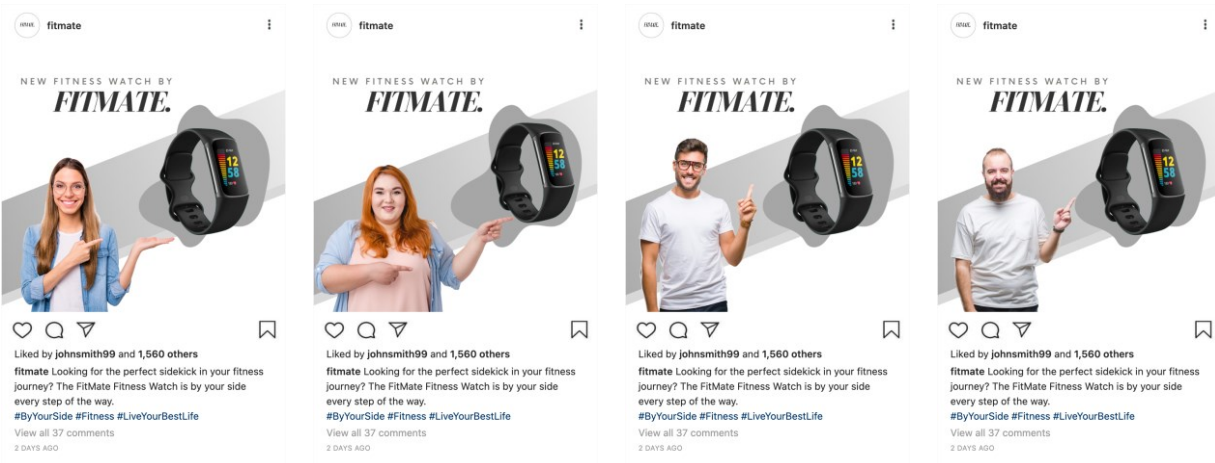 fitmate
NEW FITNESS WATCH BY
FITMATE.
12
58
Liked by johnsmith99 and 1,560 others
fitmate Looking for the perfect sidekick in your fitness
journey? The FitMate Fitness Watch is by your side
every step of the way.
#ByYourSide #Fitness #LiveYourBestLife
View all 37 comments
2 DAYS AGO
fitmate
NEW FITNESS WATCH BY
FITMATE.
12
58
Liked by johnsmith99 and 1,560 others
fitmate Looking for the perfect sidekick in your fitness
journey? The FitMate Fitness Watch is by your side
every step of the way.
#ByYourSide #Fitness #LiveYourBestLife
View all 37 comments
2 DAYS AGO
fitmate
NEW FITNESS WATCH BY
FITMATE.
12
58
Liked by johnsmith99 and 1,560 others
fitmate Looking for the perfect sidekick in your fitness
journey? The FitMate Fitness Watch is by your side
every step of the way.
#ByYourSide #Fitness #LiveYourBestLife
View all 37 comments
2 DAYS AGO
fitmate
NEW FITNESS WATCH BY
FITMATE.
12
58
Liked by johnsmith99 and 1,560 others
fitmate Looking for the perfect sidekick in your fitness
journey? The FitMate Fitness Watch is by your side
every step of the way.
#ByYourSide #Fitness #LiveYourBestLife
View all 37 comments
2 DAYS AGO